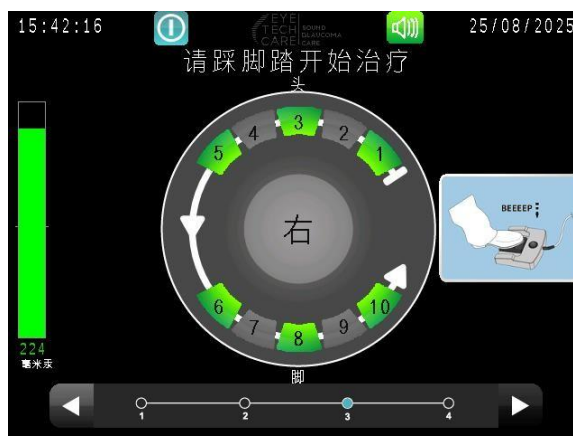 15:42:16
EYE TECH CARE
SOUND GLAUCOMA CARE
25/08/2025
请踩脚踏开始治疗
头
5 4 3 2 1
右
BEEEEP
6 7 8 9 10
脚
224
毫米汞
1 2 3 4